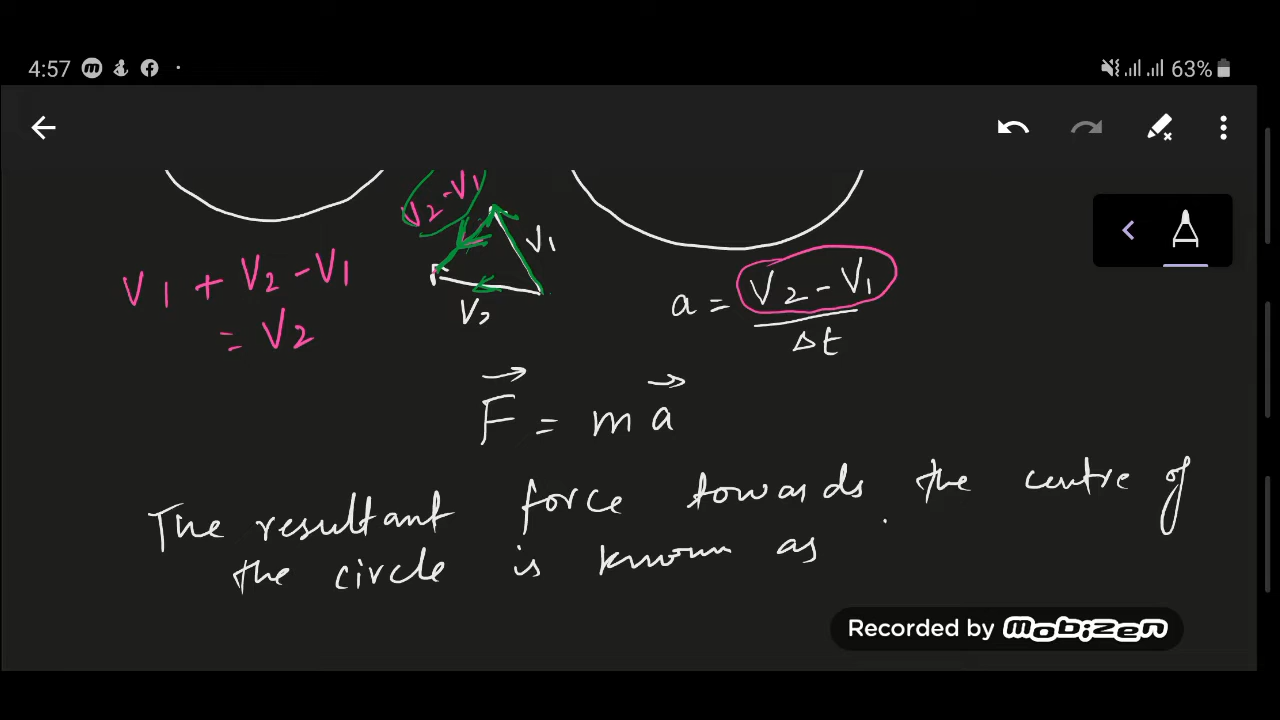 4:57 63%
V2 - V1
V1
V1 + V2 - V1
= V2
V2
a = V2 - V1
Δt
F = m a
The resultant force towards the centre of
the circle is known as
Recorded by Mobizen